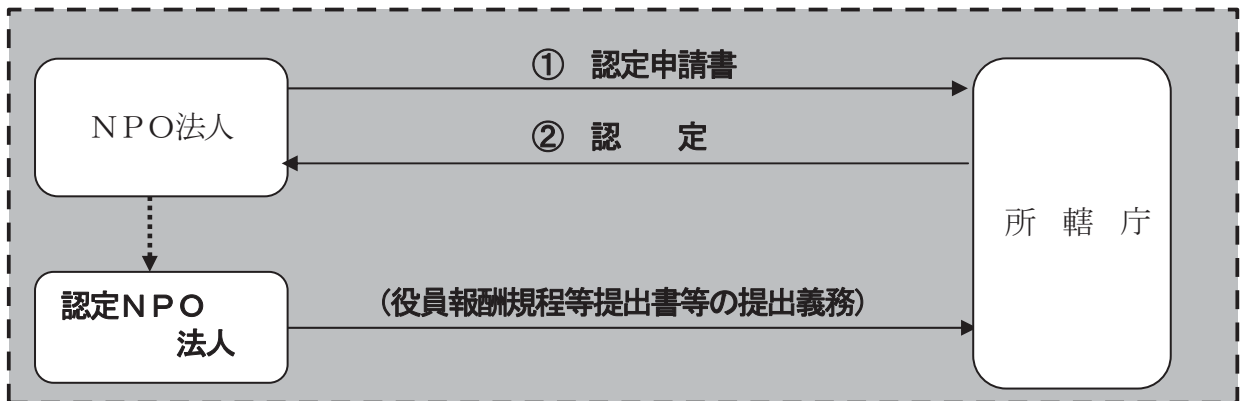 ① 認定申請書
NPO法人
② 認　　定
所 轄 庁
認定NPO
法人
(役員報酬規程等提出書等の提出義務)